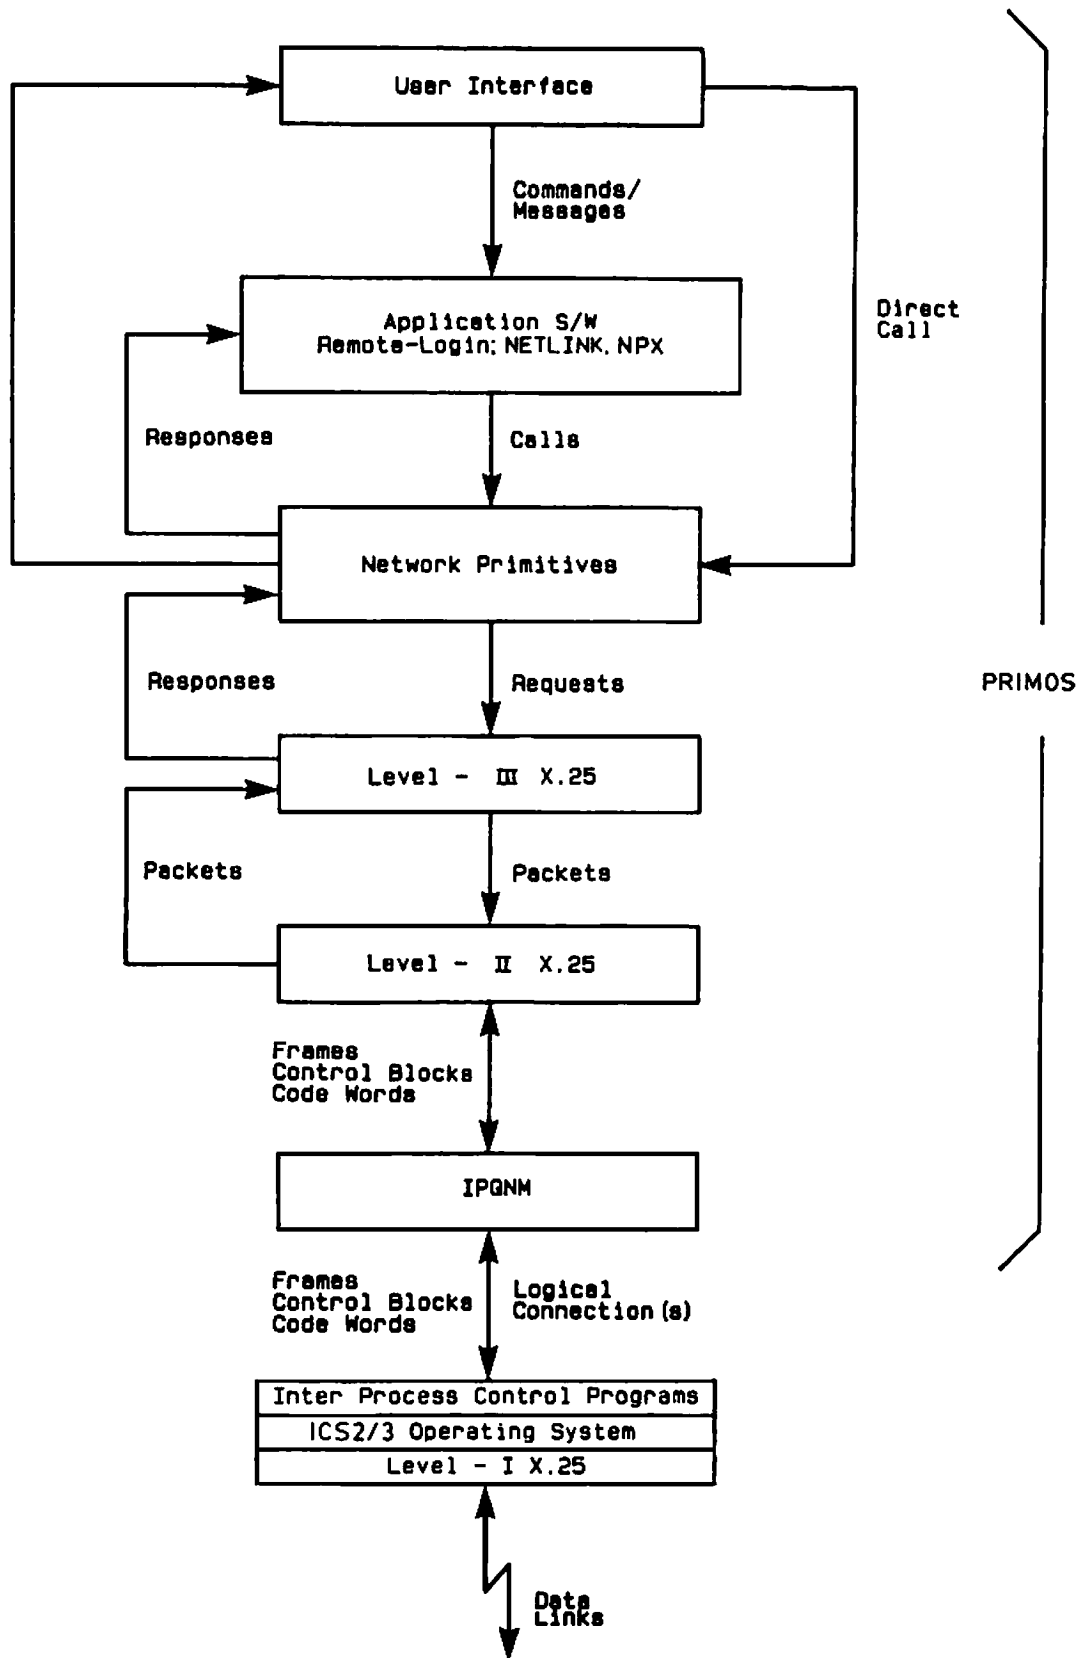 User Interface
Commands/
Messages
Direct
Call
Application S/W
Remote-Login; NETLINK, NPX
Responses
Calls
Network Primitives
Responses
Requests
PRIMOS
Level - III X.25
Packets
Packets
Level - II X.25
Frames
Control Blocks
Code Words
IPQNM
Frames
Control Blocks
Code Words
Logical
Connection(s)
Inter Process Control Programs
ICS2/3 Operating System
Level - I X.25
Data
Links